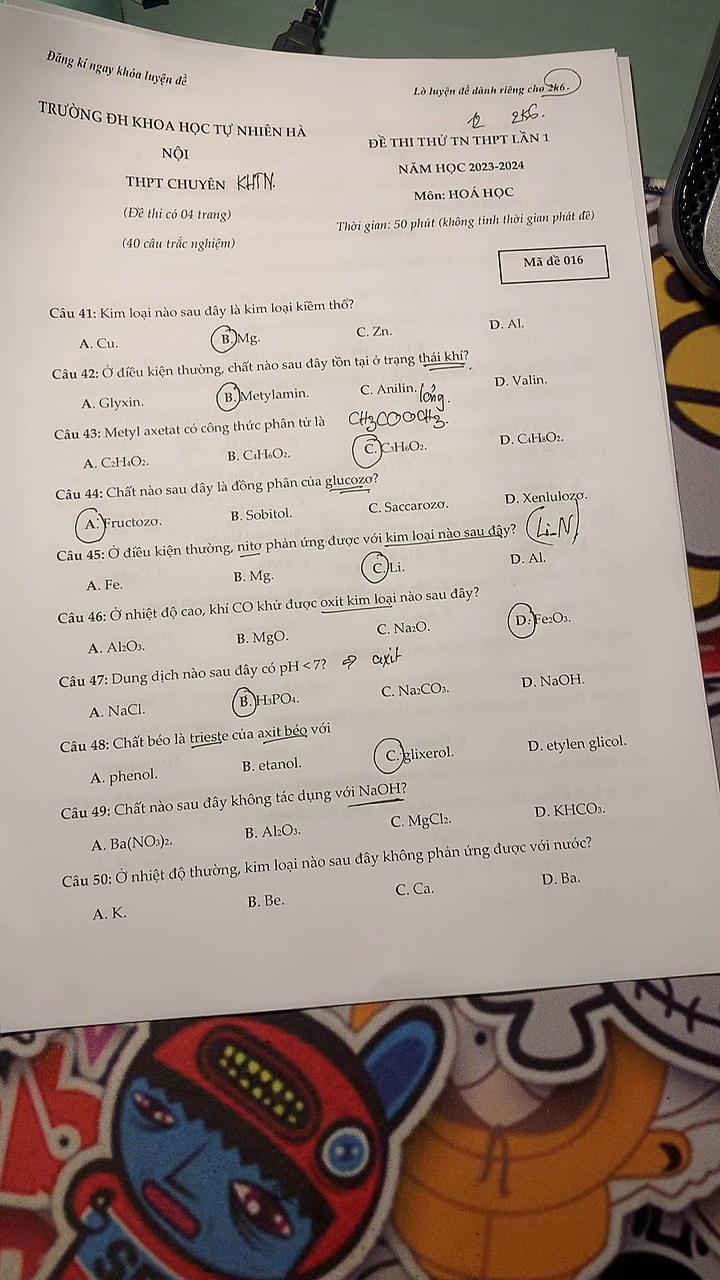 Đăng kí ngay khóa luyện đề
Lò luyện đề dành riêng cho 2k6.
12 2K6.
TRƯỜNG ĐH KHOA HỌC TỰ NHIÊN HÀ NỘI
THPT CHUYÊN KHTN.
(Đề thi có 04 trang)
(40 câu trắc nghiệm)
ĐỀ THI THỬ TN THPT LẦN 1
NĂM HỌC 2023-2024
Môn: HOÁ HỌC
Thời gian: 50 phút (không tính thời gian phát đề)
Mã đề 016
Câu 41: Kim loại nào sau đây là kim loại kiềm thổ?
A. Cu. B. Mg. C. Zn. D. Al.
Câu 42: Ở điều kiện thường, chất nào sau đây tồn tại ở trạng thái khí?
A. Glyxin. B. Metylamin. C. Anilin. lỏng. D. Valin.
Câu 43: Metyl axetat có công thức phân tử là CH3COOCH3.
A. C₂H₄O₂. B. C₄H₆O₂. C. C₃H₆O₂. D. C₄H₈O₂.
Câu 44: Chất nào sau đây là đồng phân của glucozơ?
A. Fructozơ. B. Sobitol. C. Saccarozơ. D. Xenlulozơ.
Câu 45: Ở điều kiện thường, nitơ phản ứng được với kim loại nào sau đây? (Li-N)
A. Fe. B. Mg. C. Li. D. Al.
Câu 46: Ở nhiệt độ cao, khí CO khử được oxit kim loại nào sau đây?
A. Al₂O₃. B. MgO. C. Na₂O. D. Fe₂O₃.
Câu 47: Dung dịch nào sau đây có pH < 7? ⇒ axit
A. NaCl. B. H₃PO₄. C. Na₂CO₃. D. NaOH.
Câu 48: Chất béo là trieste của axit béo với
A. phenol. B. etanol. C. glixerol. D. etylen glicol.
Câu 49: Chất nào sau đây không tác dụng với NaOH?
A. Ba(NO₃)₂. B. Al₂O₃. C. MgCl₂. D. KHCO₃.
Câu 50: Ở nhiệt độ thường, kim loại nào sau đây không phản ứng được với nước?
A. K. B. Be. C. Ca. D. Ba.